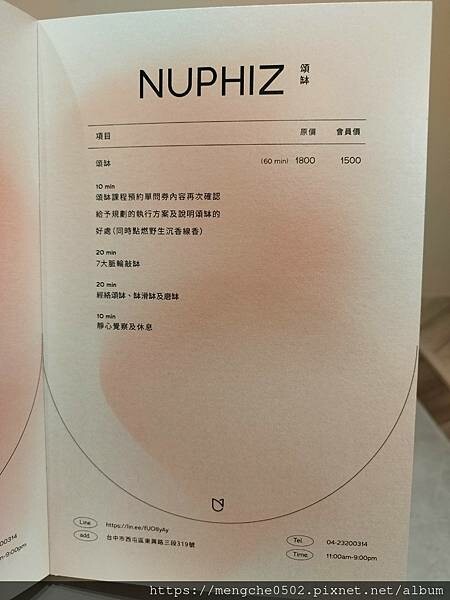 NUPHIZ 頌缽
項目 原價 會員價
頌缽 (60 min) 1800 1500
10 min
頌缽課程預約單問券內容再次確認
給予規劃的執行方案及說明頌缽的
好處(同時點燃野生沉香線香)
20 min
7大脈輪敲缽
20 min
經絡頌缽、缽滑缽及磨缽
10 min
靜心覺察及休息
Line https://lin.ee/fUO8yAy
add. 台中市西屯區東興路三段319號
Tel. 04-23200314
Time. 11:00am-9:00pm
00314
m-9:00pm
https://mengche0502.pixnet.net/album